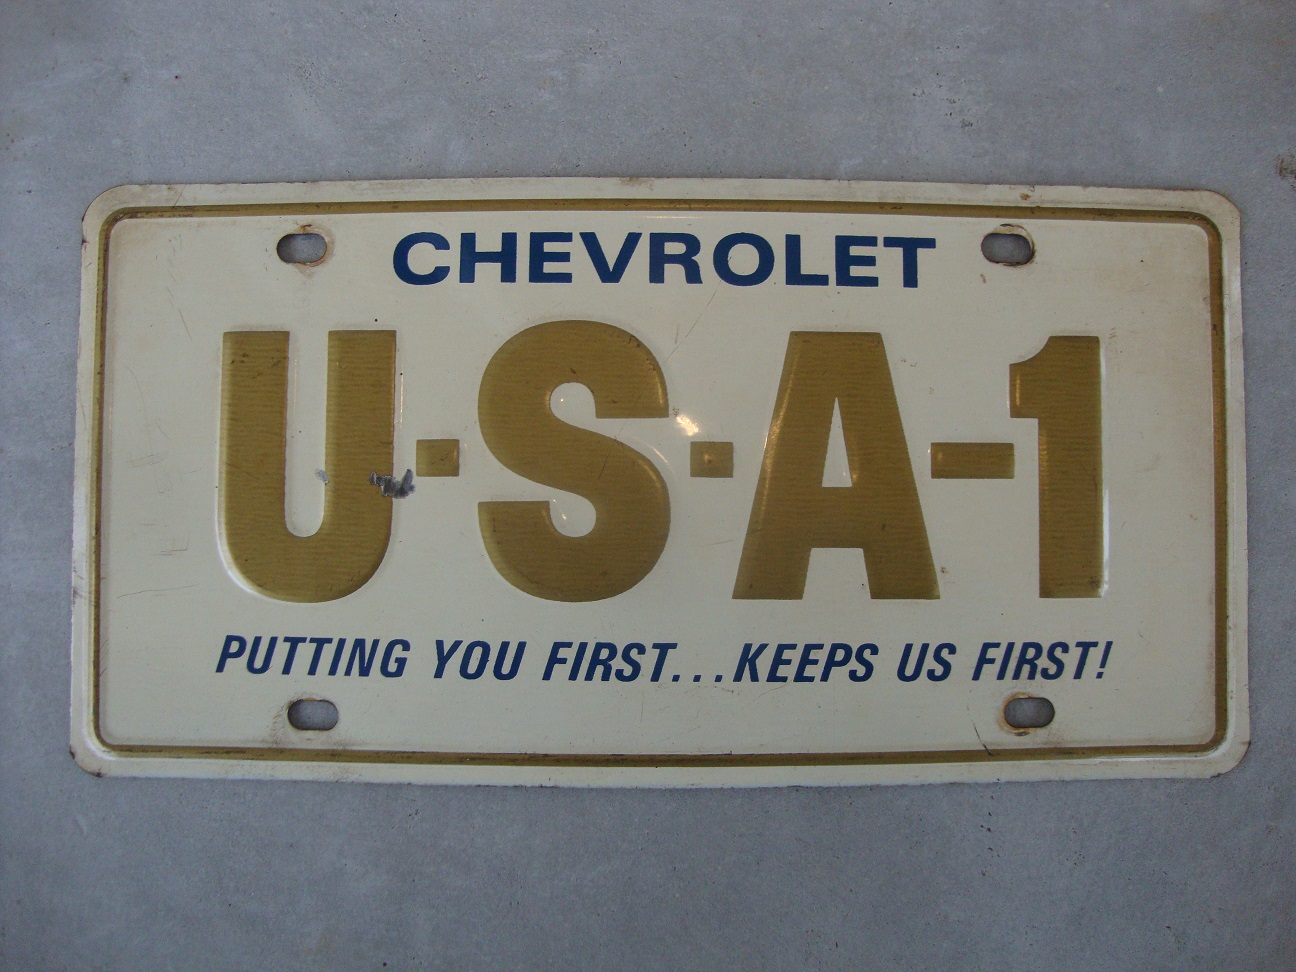 CHEVROLET
U·S·A-1
PUTTING YOU FIRST...KEEPS US FIRST!